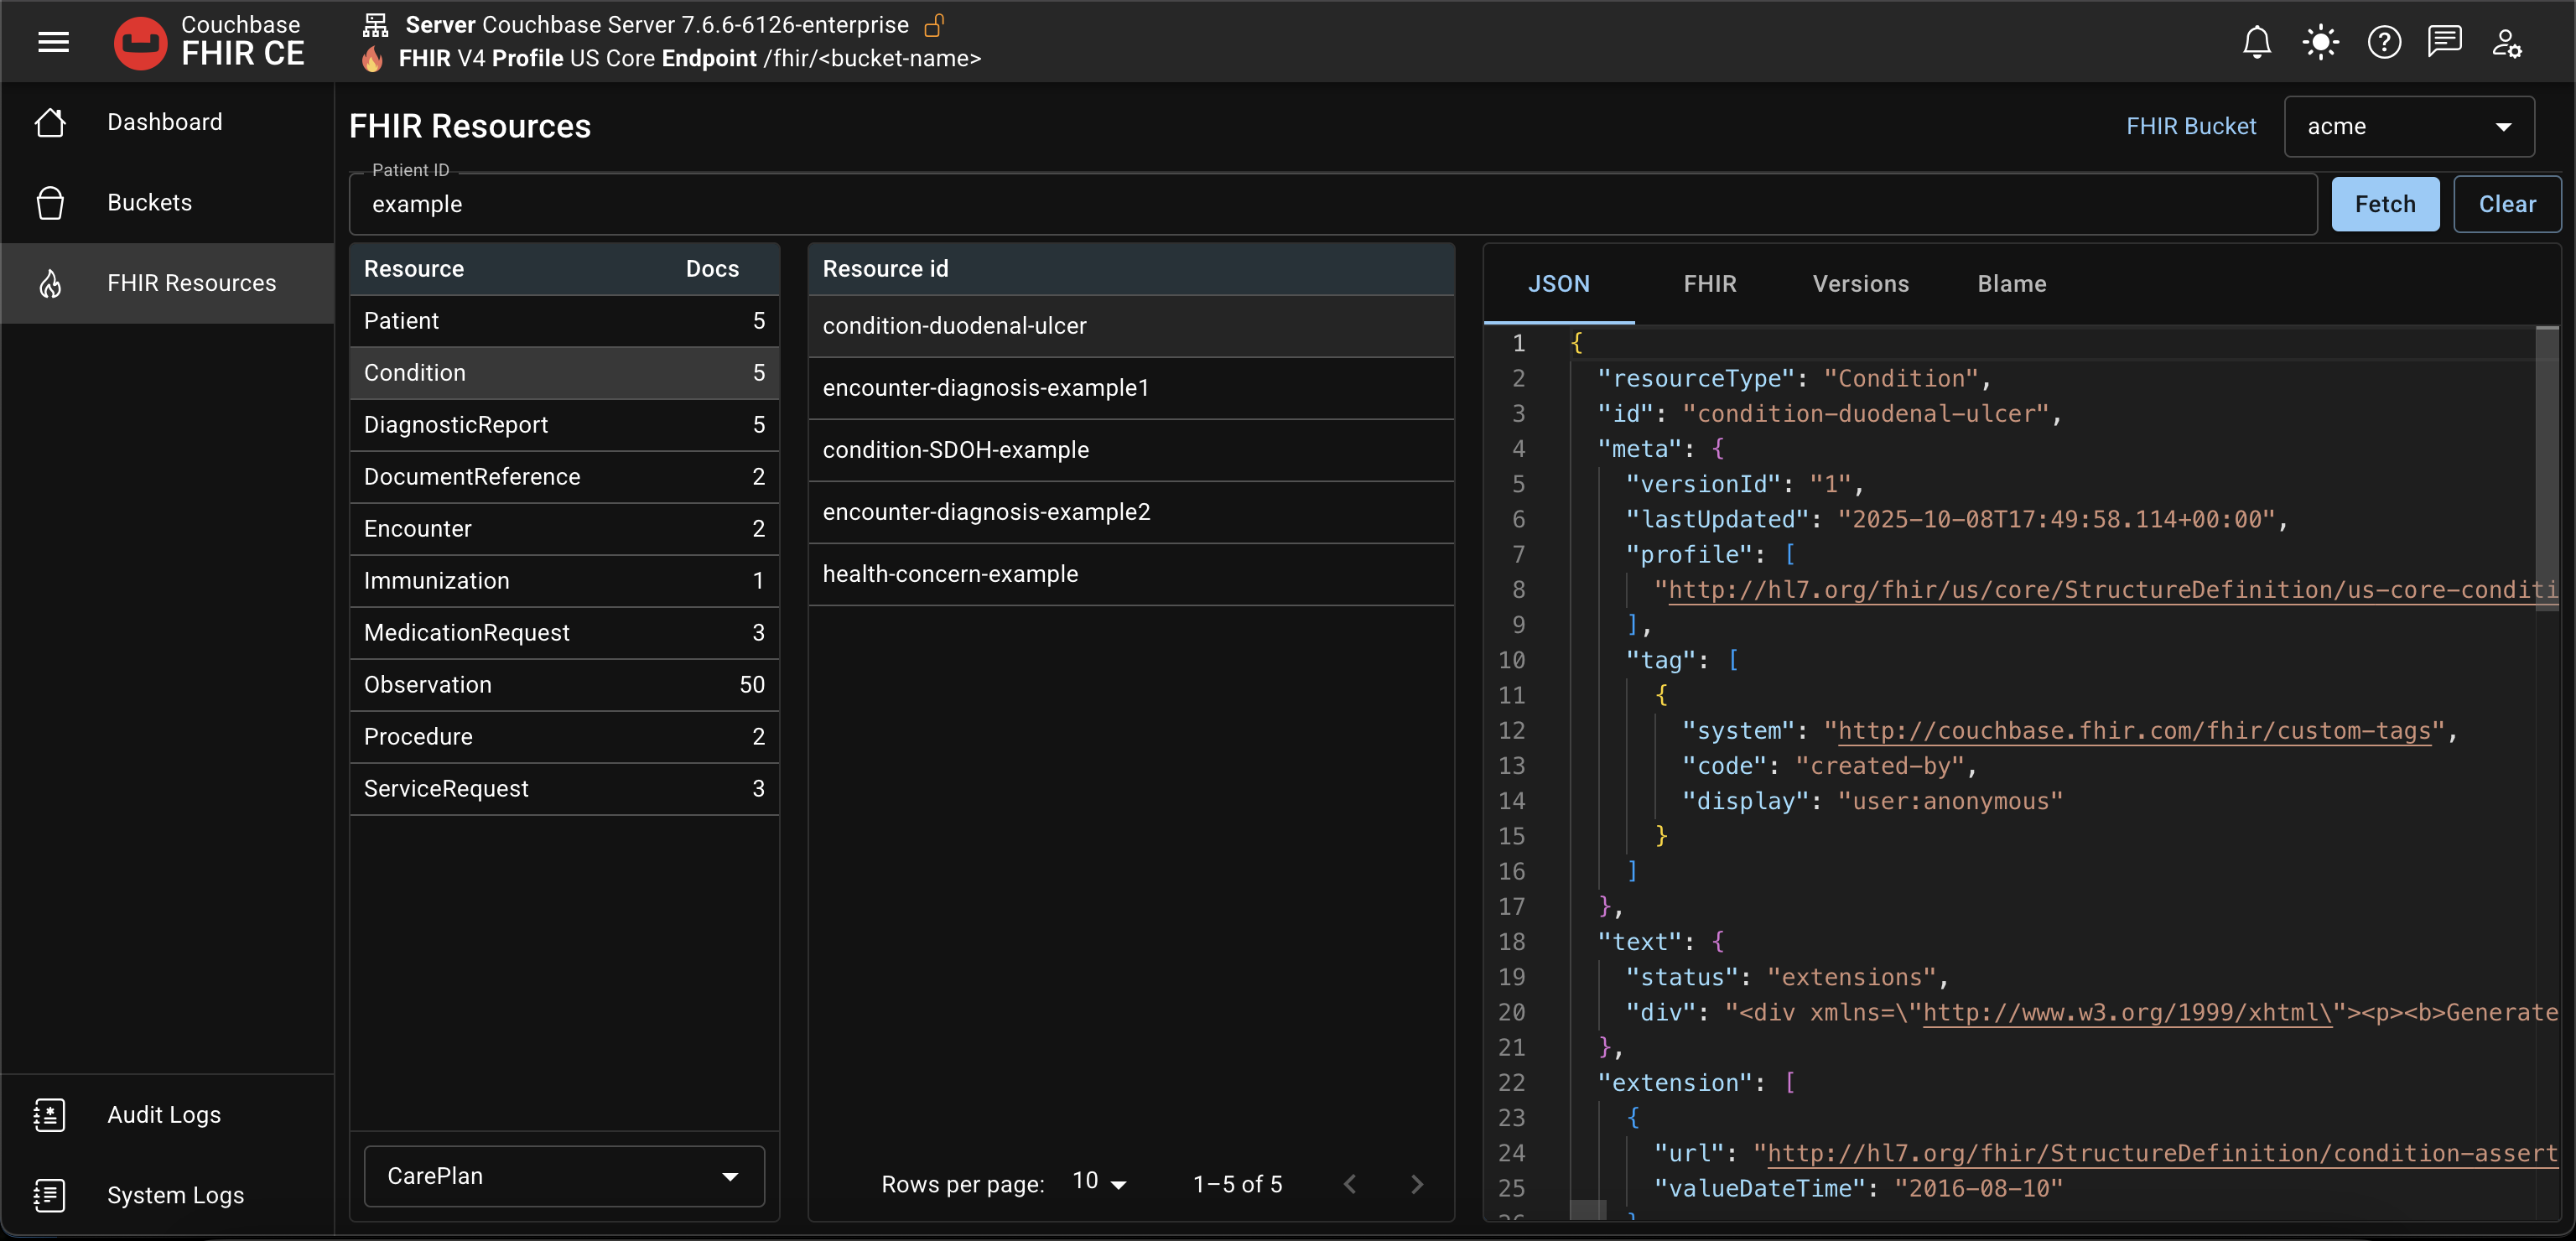 Couchbase
FHIR CE
Server Couchbase Server 7.6.6-6126-enterprise
FHIR V4 Profile US Core Endpoint /fhir/<bucket-name>
Dashboard
Buckets
FHIR Resources
Audit Logs
System Logs
FHIR Resources
FHIR Bucket
acme
Patient ID
example
Fetch
Clear
Resource Docs
Patient 5
Condition 5
DiagnosticReport 5
DocumentReference 2
Encounter 2
Immunization 1
MedicationRequest 3
Observation 50
Procedure 2
ServiceRequest 3
CarePlan
Resource id
condition-duodenal-ulcer
encounter-diagnosis-example1
condition-SDOH-example
encounter-diagnosis-example2
health-concern-example
Rows per page: 10 1–5 of 5
JSON FHIR Versions Blame
1 {
2 "resourceType": "Condition",
3 "id": "condition-duodenal-ulcer",
4 "meta": {
5 "versionId": "1",
6 "lastUpdated": "2025-10-08T17:49:58.114+00:00",
7 "profile": [
8 "http://hl7.org/fhir/us/core/StructureDefinition/us-core-conditi
9 ],
10 "tag": [
11 {
12 "system": "http://couchbase.fhir.com/fhir/custom-tags",
13 "code": "created-by",
14 "display": "user:anonymous"
15 }
16 ]
17 },
18 "text": {
19 "status": "extensions",
20 "div": "<div xmlns=\"http://www.w3.org/1999/xhtml\"><p><b>Generate
21 },
22 "extension": [
23 {
24 "url": "http://hl7.org/fhir/StructureDefinition/condition-assert
25 "valueDateTime": "2016-08-10"